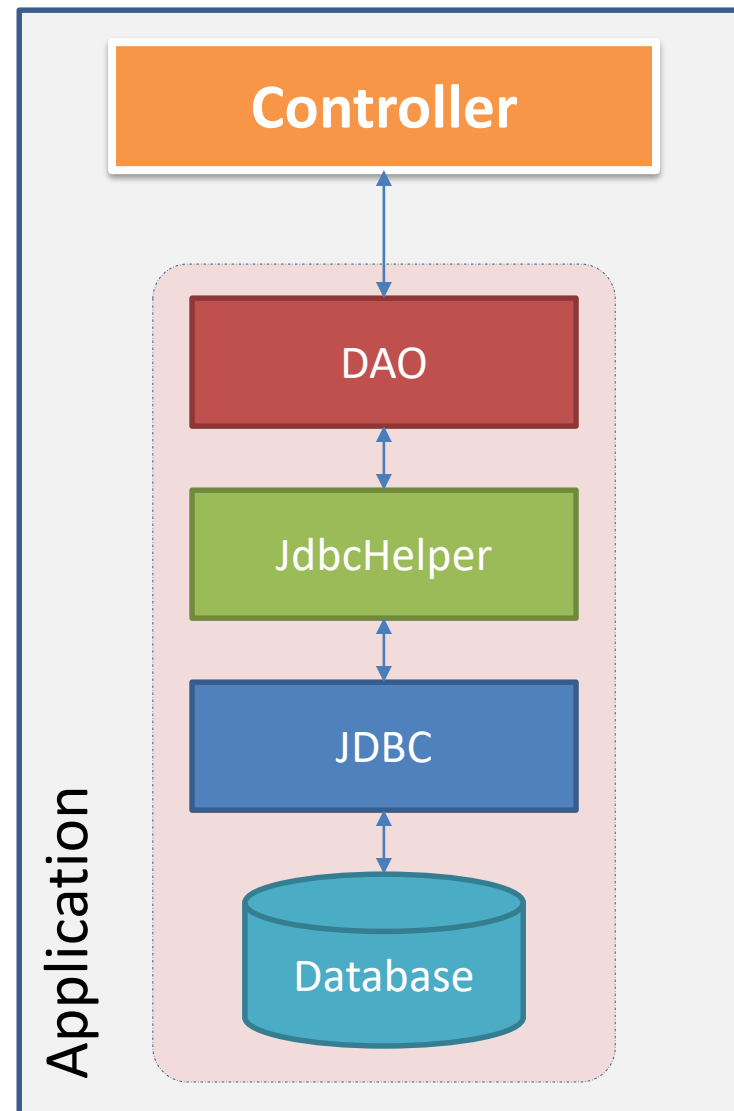 Controller
DAO
JdbcHelper
JDBC
Database
Application